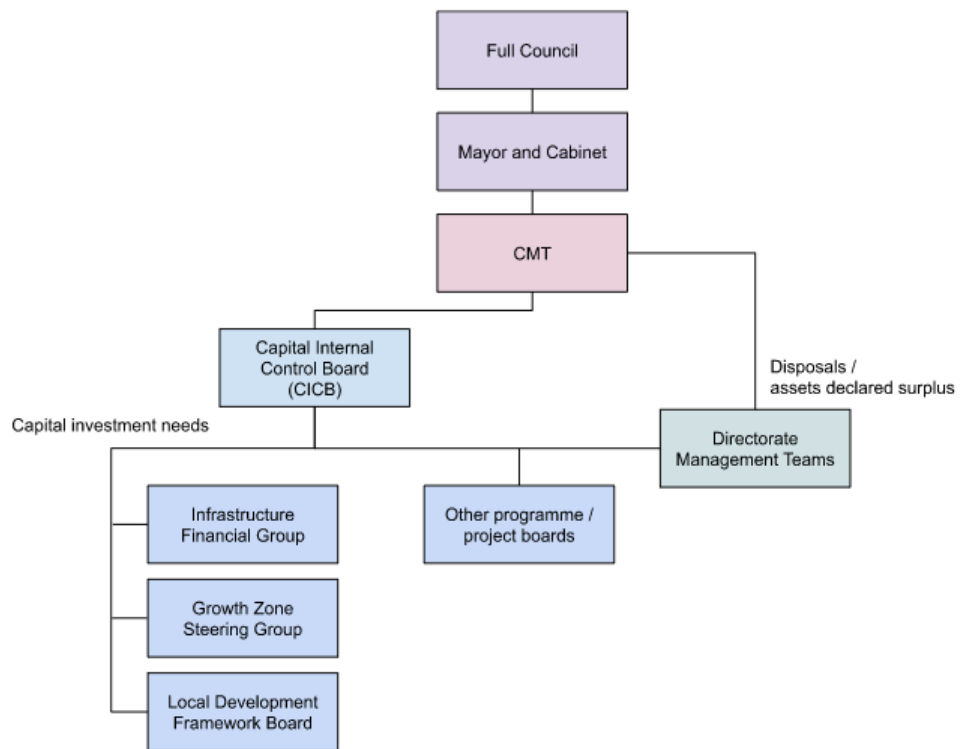 Full Council
Mayor and Cabinet
CMT
Capital Internal
Control Board
(CICB)
Disposals /
assets declared surplus
Capital investment needs
Directorate
Management Teams
Infrastructure
Financial Group
Other programme /
project boards
Growth Zone
Steering Group
Local Development
Framework Board